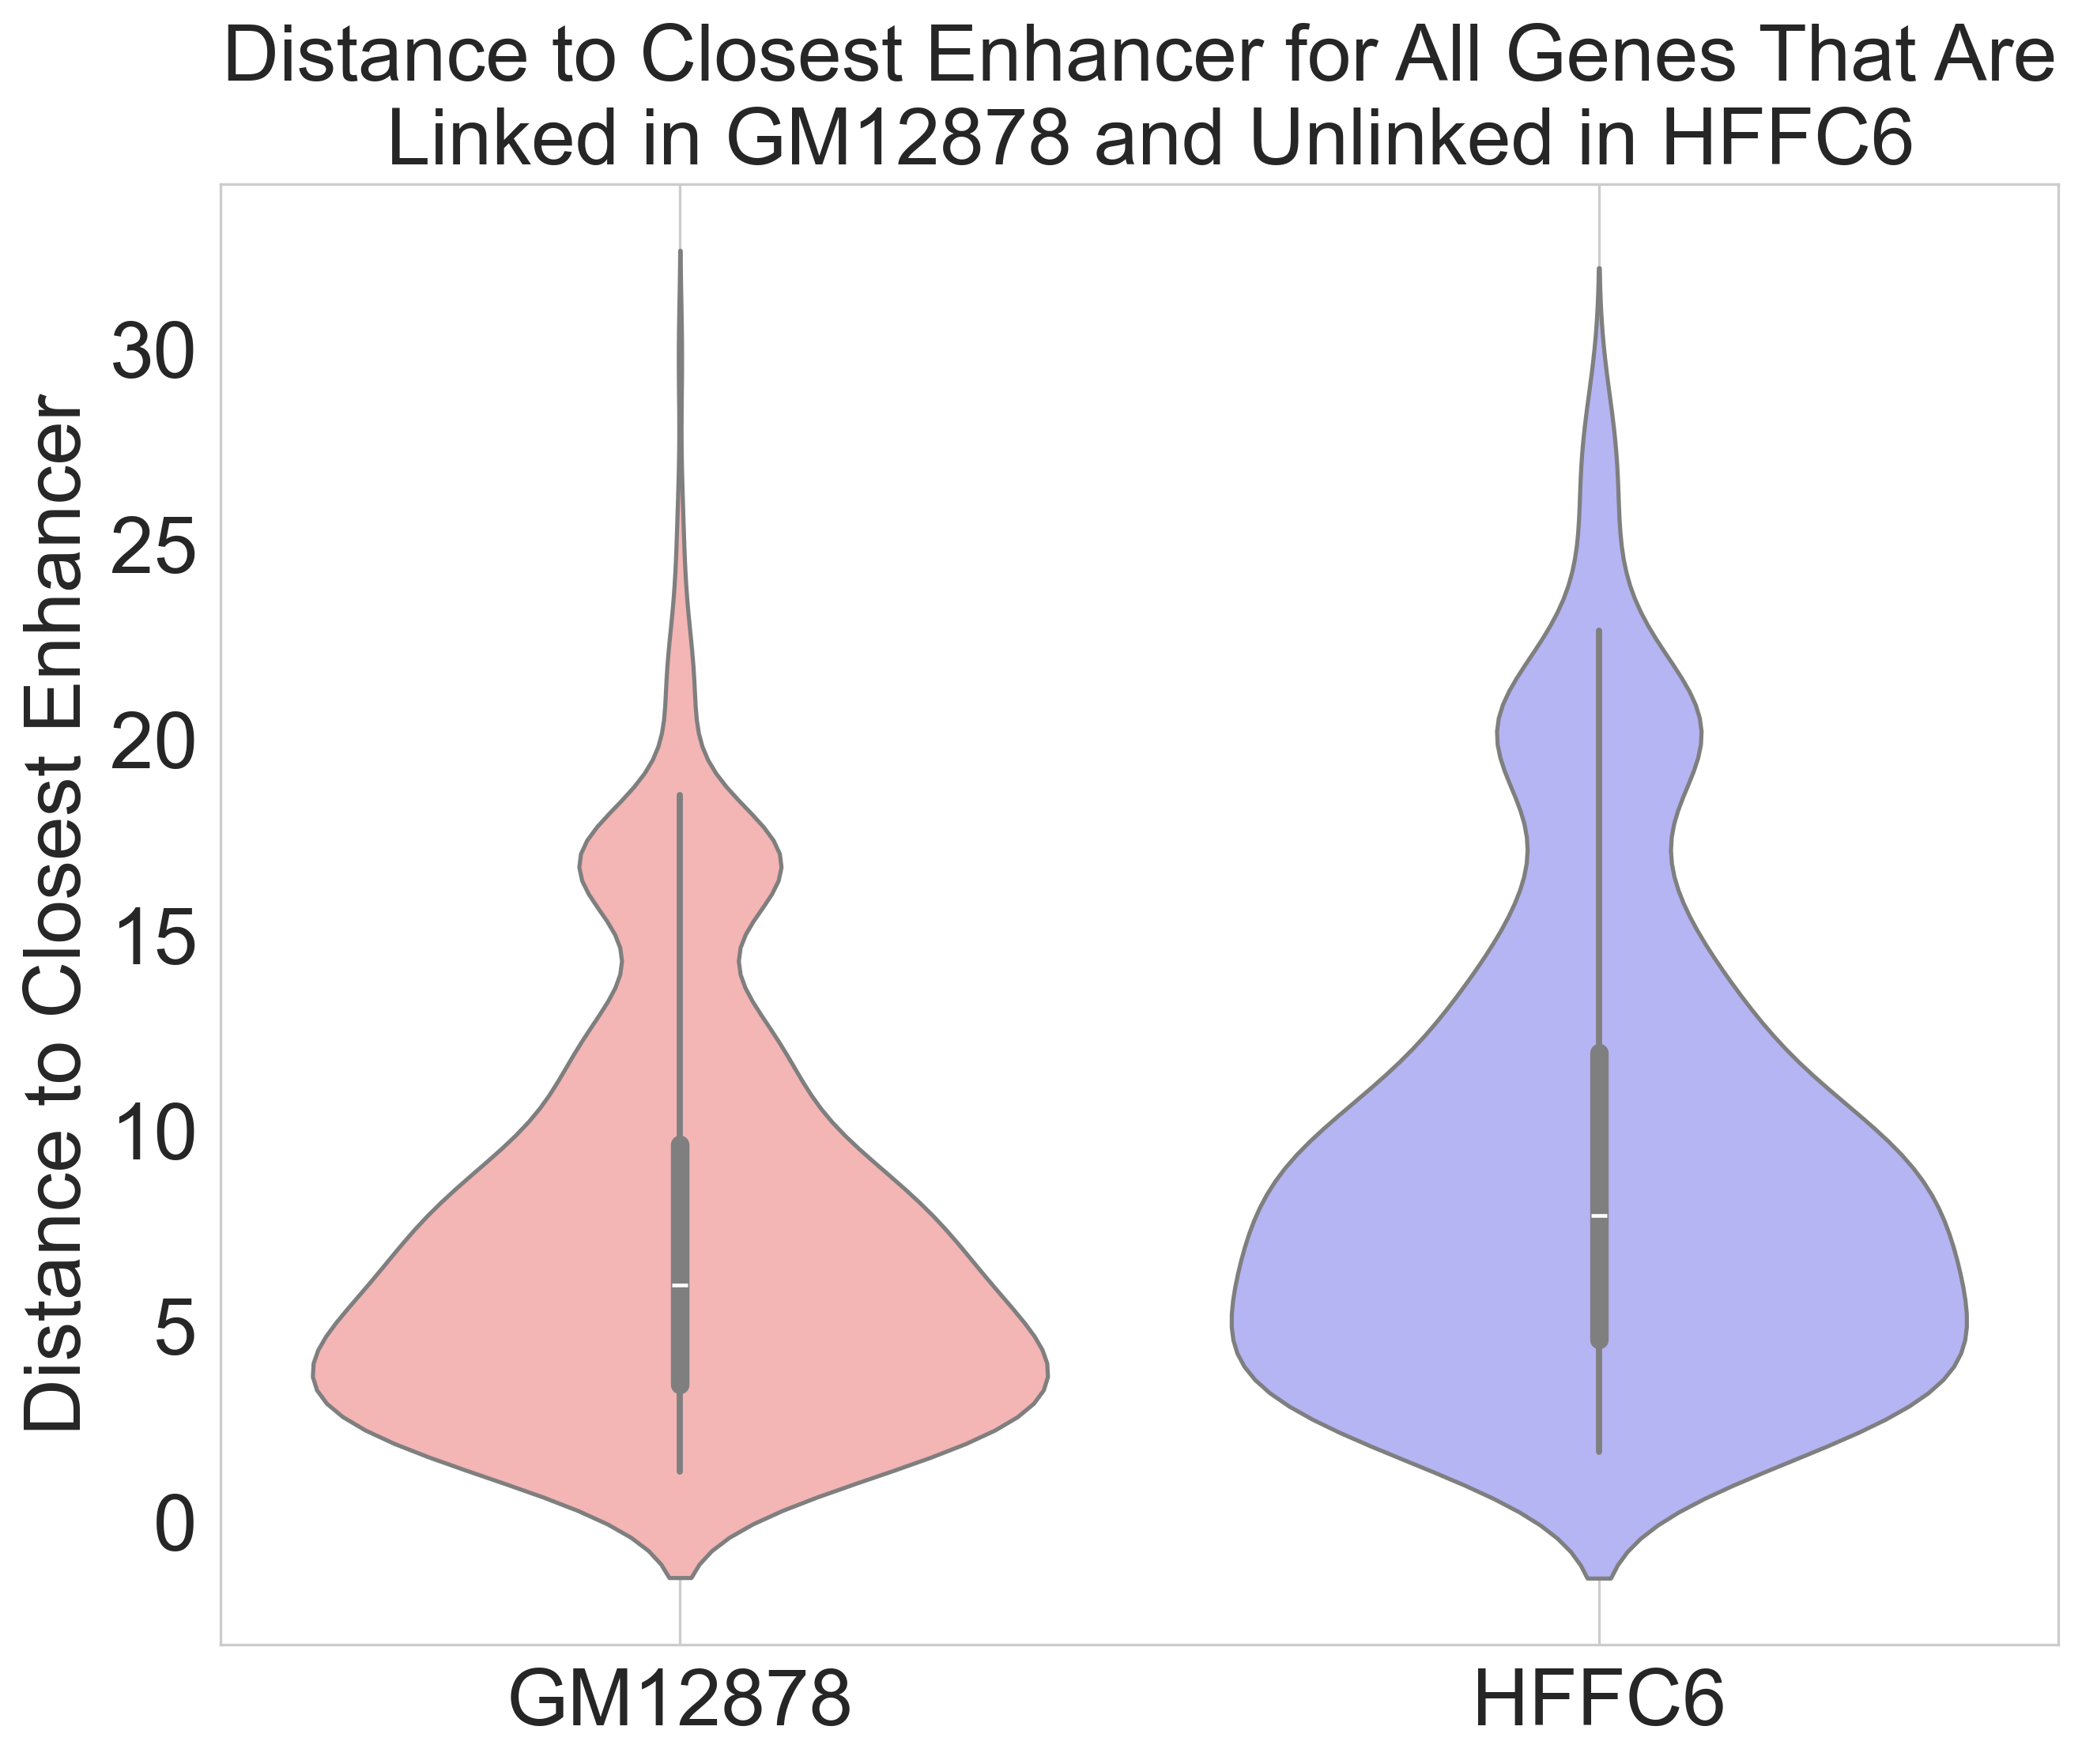 Distance to Closest Enhancer for All Genes That Are
Linked in GM12878 and Unlinked in HFFC6
Distance to Closest Enhancer
30
25
20
15
10
5
0
GM12878
HFFC6